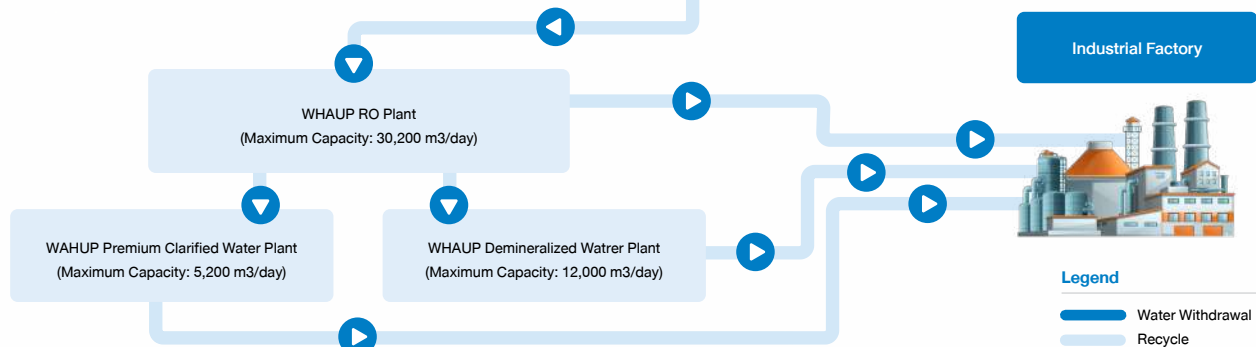 Industrial Factory
WHAUP RO Plant
(Maximum Capacity: 30,200 m3/day)
WAHUP Premium Clarified Water Plant
(Maximum Capacity: 5,200 m3/day)
WHAUP Demineralized Watrer Plant
(Maximum Capacity: 12,000 m3/day)
Legend
Water Withdrawal
Recycle